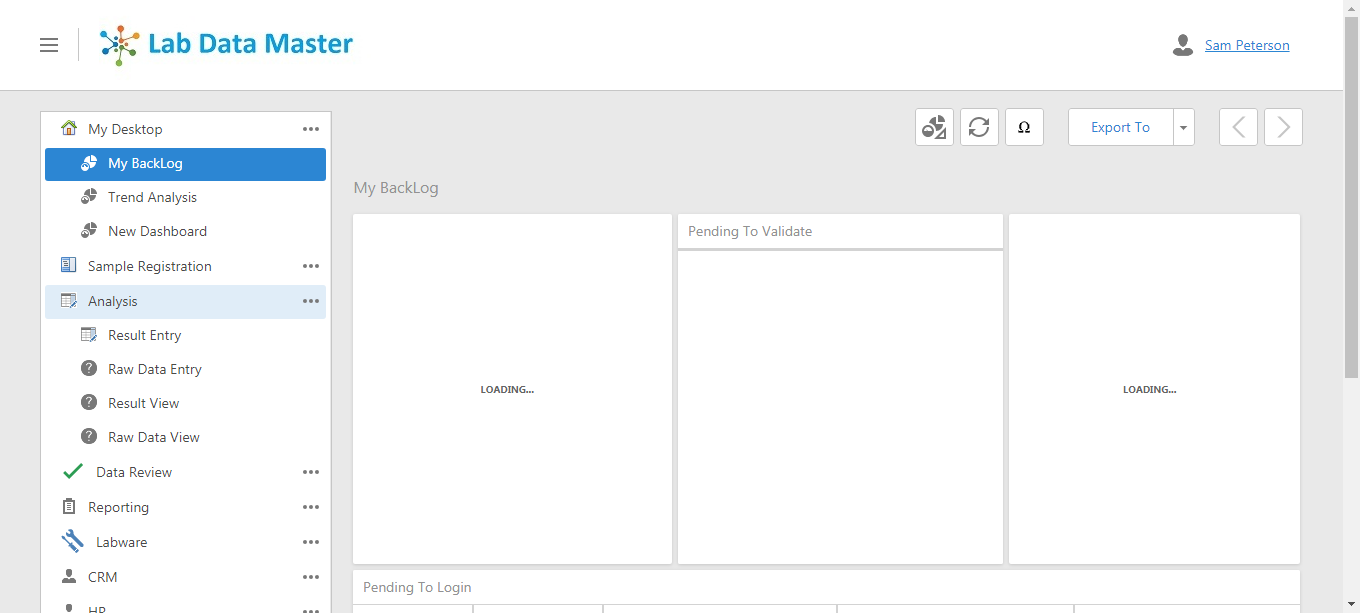 Lab Data Master
Sam Peterson
My Desktop
My BackLog
Trend Analysis
New Dashboard
Sample Registration
Analysis
Result Entry
Raw Data Entry
Result View
Raw Data View
Data Review
Reporting
Labware
CRM
HR
Ω
Export To
My BackLog
LOADING...
Pending To Validate
LOADING...
Pending To Login